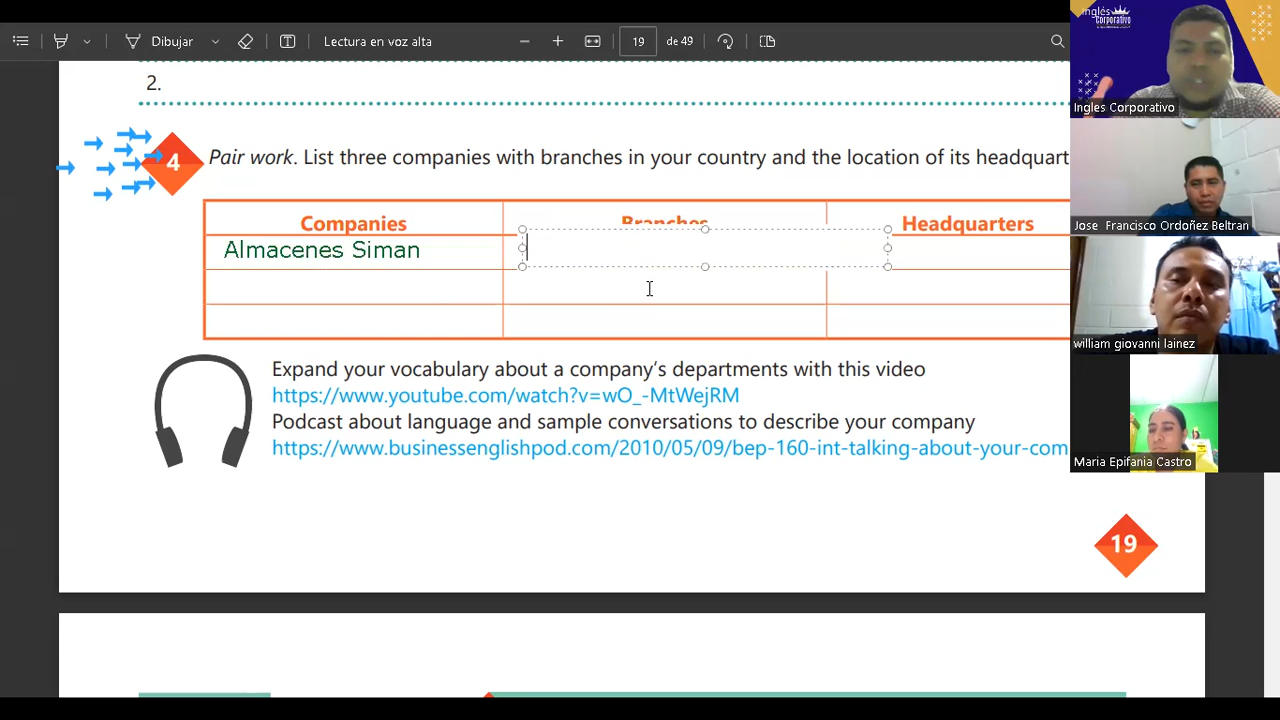 Dibujar
Lectura en voz alta
19
de 49
2.
4
Pair work. List three companies with branches in your country and the location of its headquart
Companies
Branches
Headquarters
Almacenes Siman
Expand your vocabulary about a company's departments with this video
https://www.youtube.com/watch?v=wO_-MtWejRM
Podcast about language and sample conversations to describe your company
https://www.businessenglishpod.com/2010/05/09/bep-160-int-talking-about-your-com
19
Inglés
Corporativo
Ingles Corporativo
Jose Francisco Ordoñez Beltran
william giovanni lainez
Maria Epifania Castro